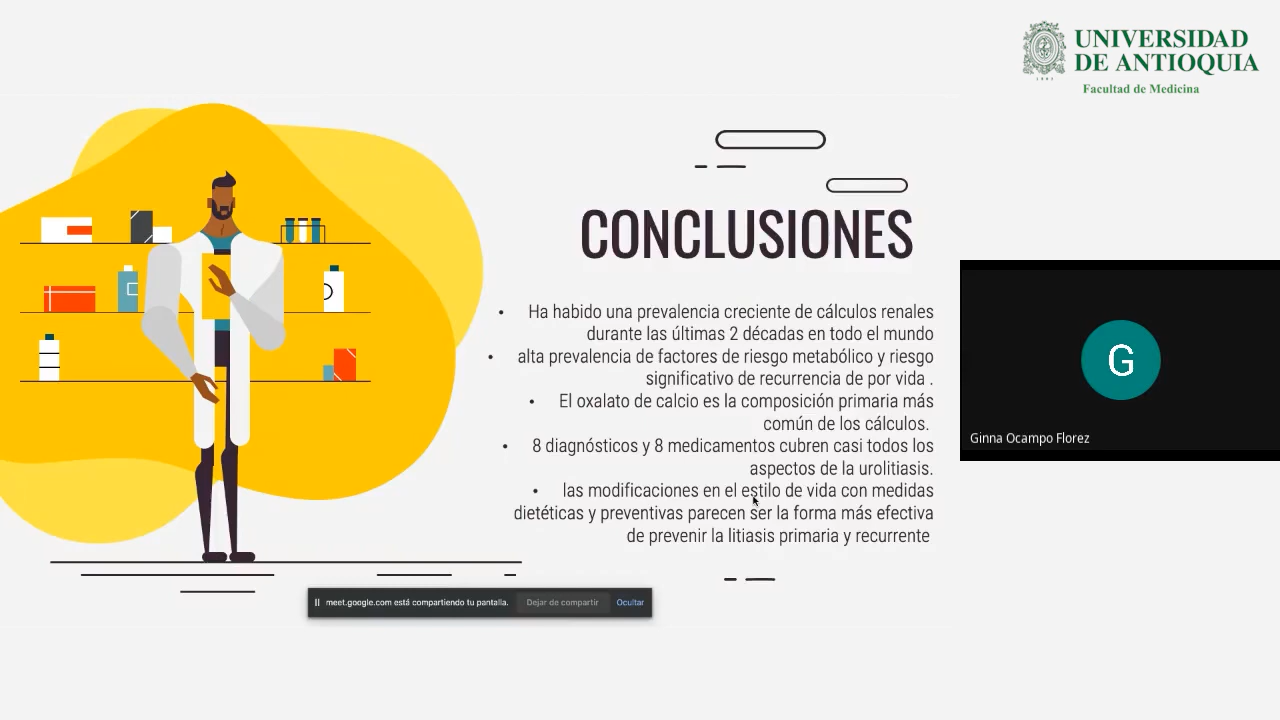 UNIVERSIDAD
DE ANTIOQUIA
1803
Facultad de Medicina
CONCLUSIONES
• Ha habido una prevalencia creciente de cálculos renales
durante las últimas 2 décadas en todo el mundo
• alta prevalencia de factores de riesgo metabólico y riesgo
significativo de recurrencia de por vida .
• El oxalato de calcio es la composición primaria más
común de los cálculos.
• 8 diagnósticos y 8 medicamentos cubren casi todos los
aspectos de la urolitiasis.
• las modificaciones en el estilo de vida con medidas
dietéticas y preventivas parecen ser la forma más efectiva
de prevenir la litiasis primaria y recurrente
G
Ginna Ocampo Florez
meet.google.com está compartiendo tu pantalla.
Dejar de compartir
Ocultar